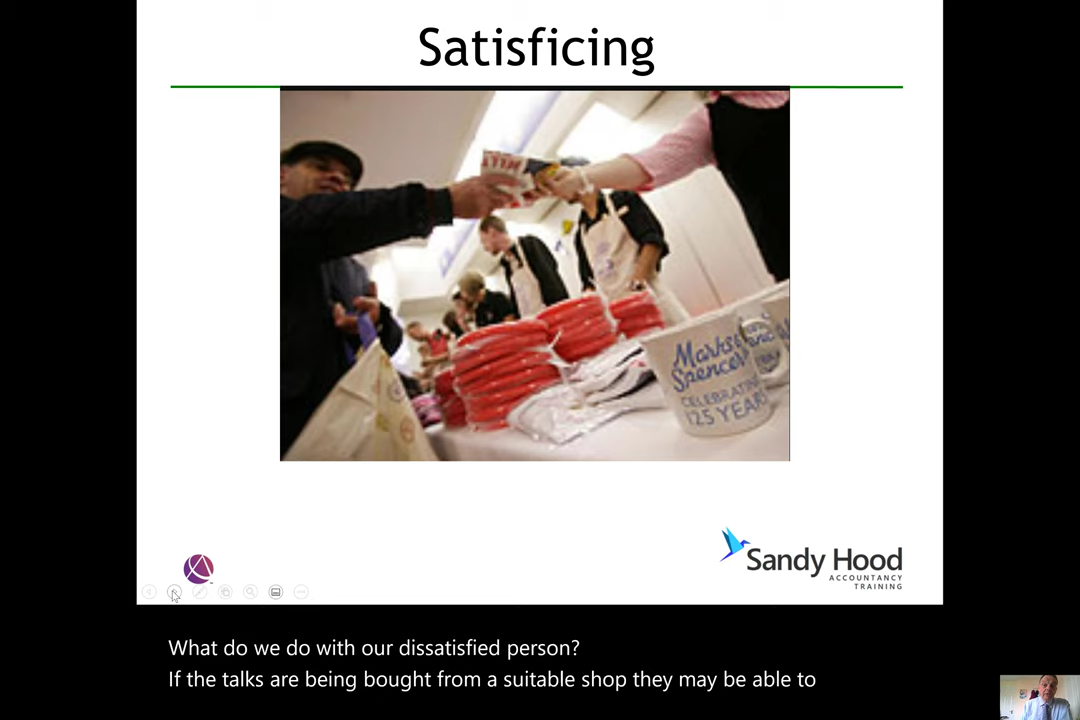 Satisficing
Marks &
Spencer
CELEBRATING
125 YEARS
Sandy Hood
ACCOUNTANCY
TRAINING
What do we do with our dissatisfied person?
If the talks are being bought from a suitable shop they may be able to